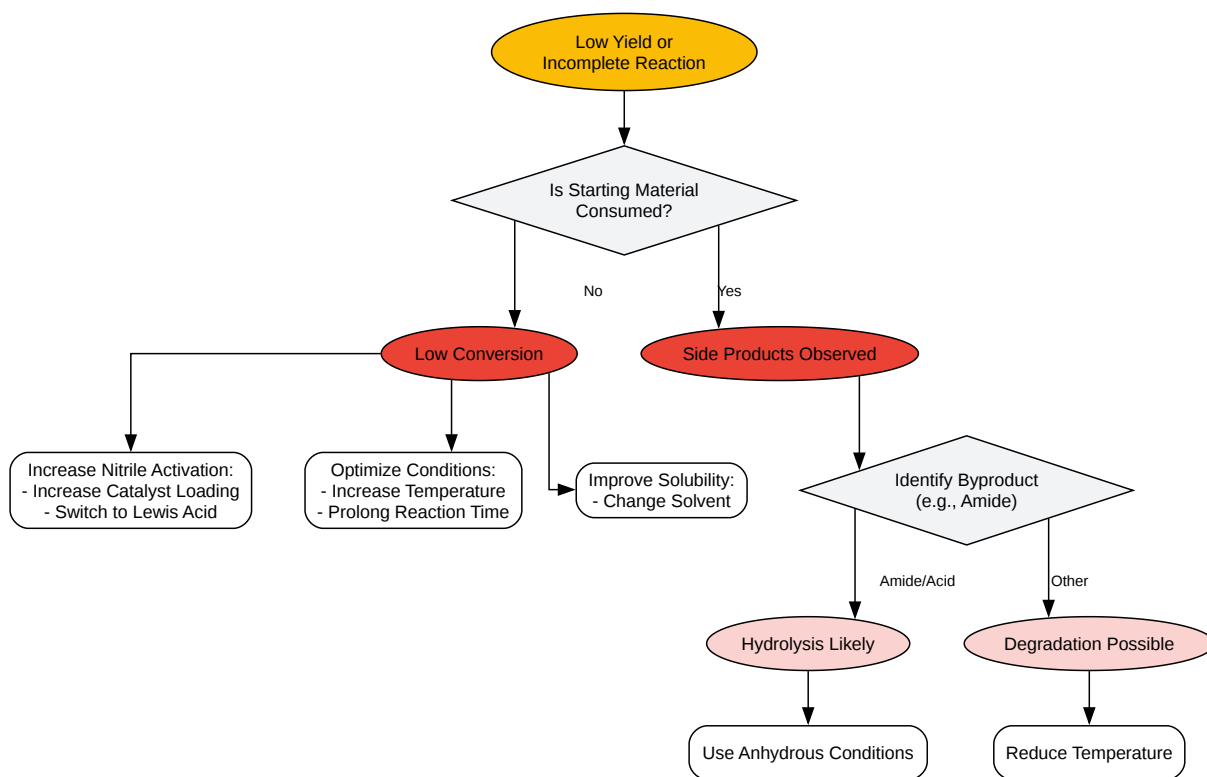 Low Yield or
Incomplete Reaction
Is Starting Material
Consumed?
No
Yes
Low Conversion
Side Products Observed
Increase Nitrile Activation:
- Increase Catalyst Loading
- Switch to Lewis Acid
Optimize Conditions:
- Increase Temperature
- Prolong Reaction Time
Improve Solubility:
- Change Solvent
Identify Byproduct
(e.g., Amide)
Amide/Acid
Other
Hydrolysis Likely
Degradation Possible
Use Anhydrous Conditions
Reduce Temperature